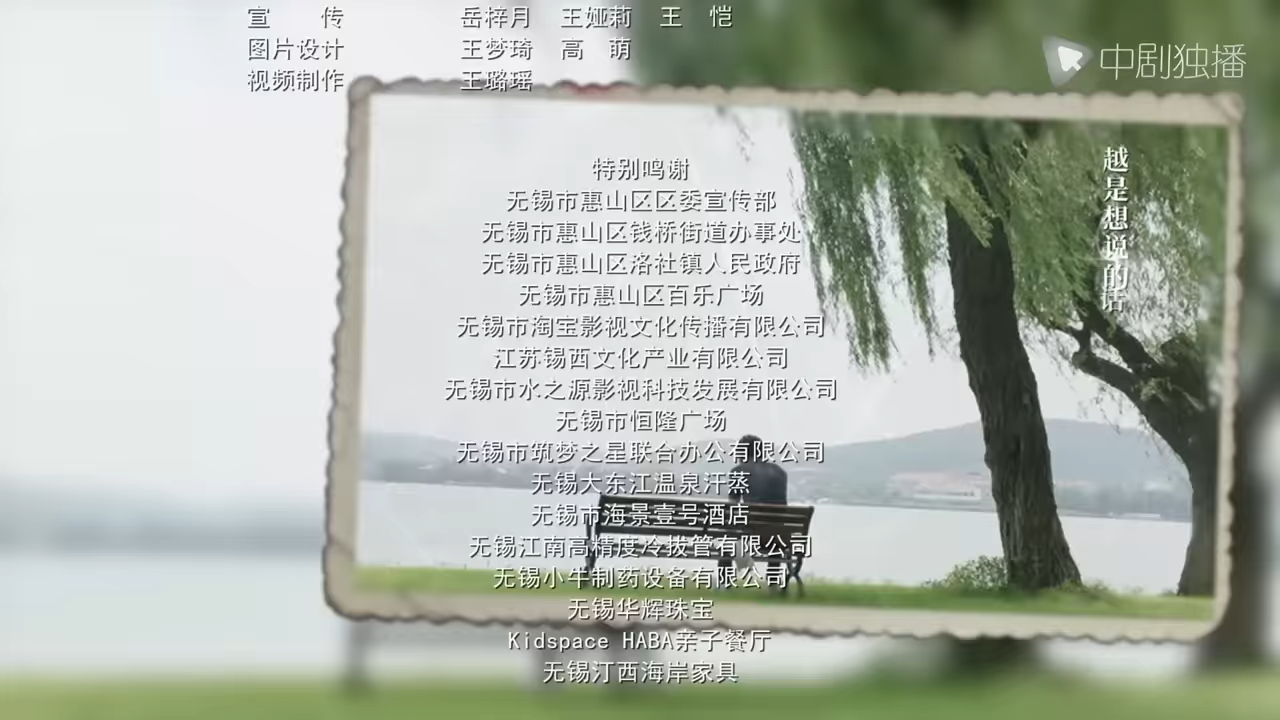 宣 传 岳梓月 王娅莉 王 恺
图片设计 王梦琦 高 萌
视频制作 王璐瑶
中剧独播
越是想说的话
特别鸣谢
无锡市惠山区区委宣传部
无锡市惠山区钱桥街道办事处
无锡市惠山区洛社镇人民政府
无锡市惠山区百乐广场
无锡市淘宝影视文化传播有限公司
江苏锡西文化产业有限公司
无锡市水之源影视科技发展有限公司
无锡市恒隆广场
无锡市筑梦之星联合办公有限公司
无锡大东江温泉汗蒸
无锡市海景壹号酒店
无锡江南高精度冷拔管有限公司
无锡小牛制药设备有限公司
无锡华辉珠宝
Kidspace HABA亲子餐厅
无锡汀西海岸家具